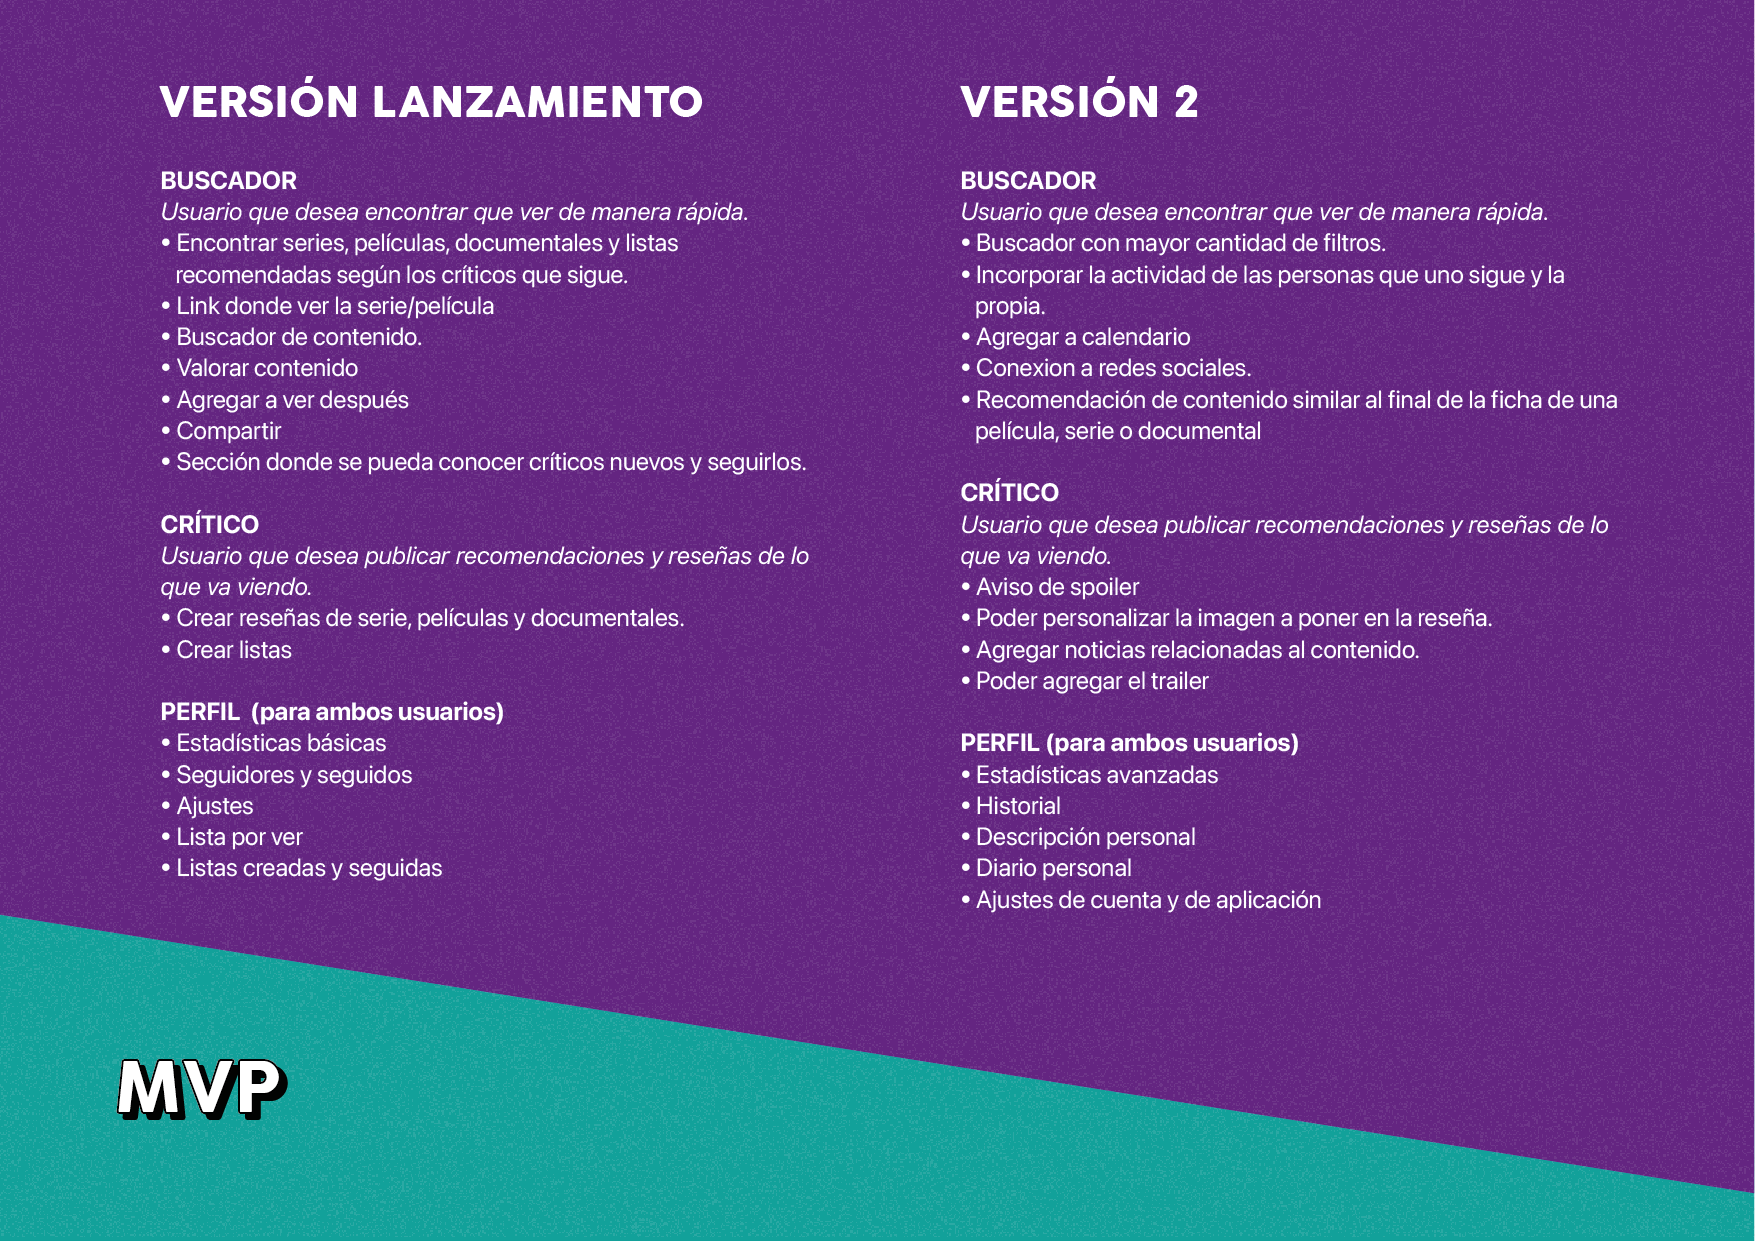 VERSIÓN LANZAMIENTO
BUSCADOR
Usuario que desea encontrar que ver de manera rápida.
• Encontrar series, películas, documentales y listas
recomendadas según los críticos que sigue.
• Link donde ver la serie/película
• Buscador de contenido.
• Valorar contenido
• Agregar a ver después
• Compartir
• Sección donde se pueda conocer críticos nuevos y seguirlos.
CRÍTICO
Usuario que desea publicar recomendaciones y reseñas de lo
que va viendo.
• Crear reseñas de serie, películas y documentales.
• Crear listas
PERFIL  (para ambos usuarios)
• Estadísticas básicas
• Seguidores y seguidos
• Ajustes
• Lista por ver
• Listas creadas y seguidas
VERSIÓN 2
BUSCADOR
Usuario que desea encontrar que ver de manera rápida.
• Buscador con mayor cantidad de filtros.
• Incorporar la actividad de las personas que uno sigue y la
propia.
• Agregar a calendario
• Conexion a redes sociales.
• Recomendación de contenido similar al final de la ficha de una
película, serie o documental
CRÍTICO
Usuario que desea publicar recomendaciones y reseñas de lo
que va viendo.
• Aviso de spoiler
• Poder personalizar la imagen a poner en la reseña.
• Agregar noticias relacionadas al contenido.
• Poder agregar el trailer
PERFIL (para ambos usuarios)
• Estadísticas avanzadas
• Historial
• Descripción personal
• Diario personal
• Ajustes de cuenta y de aplicación
MVP